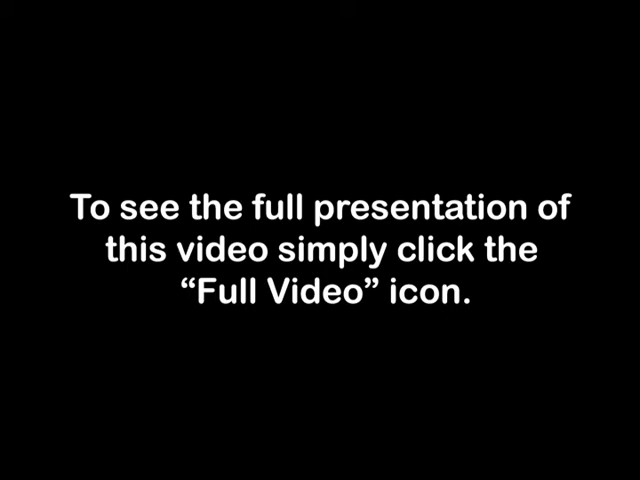 To see the full presentation of
this video simply click the
“Full Video” icon.